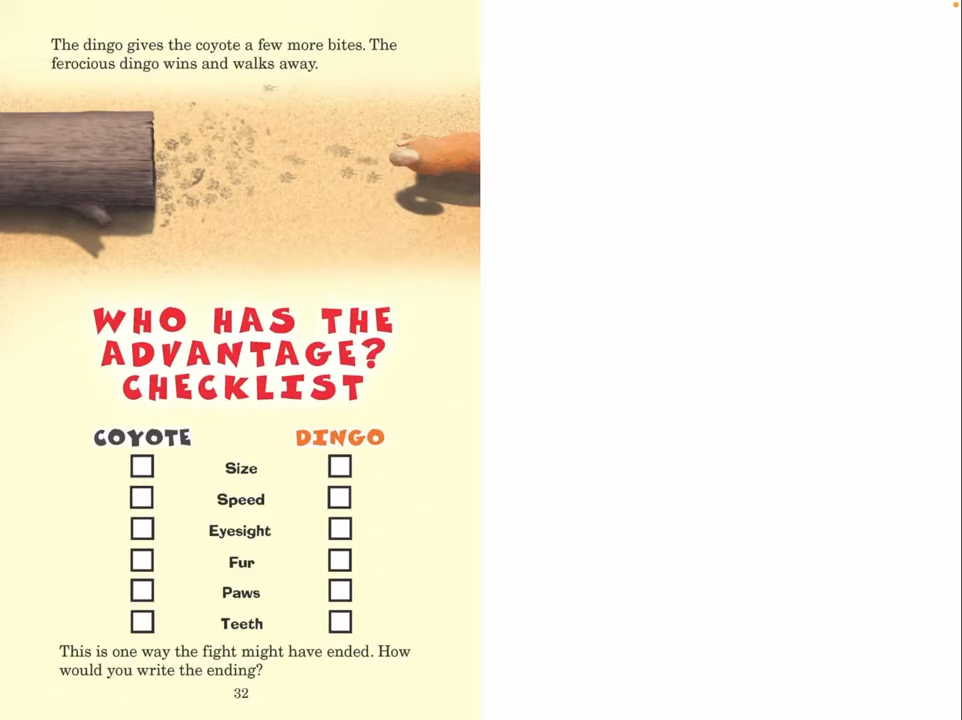 The dingo gives the coyote a few more bites. The
ferocious dingo wins and walks away.
WHO HAS THE
ADVANTAGE?
CHECKLIST
COYOTE DINGO
Size
Speed
Eyesight
Fur
Paws
Teeth
This is one way the fight might have ended. How
would you write the ending?
32